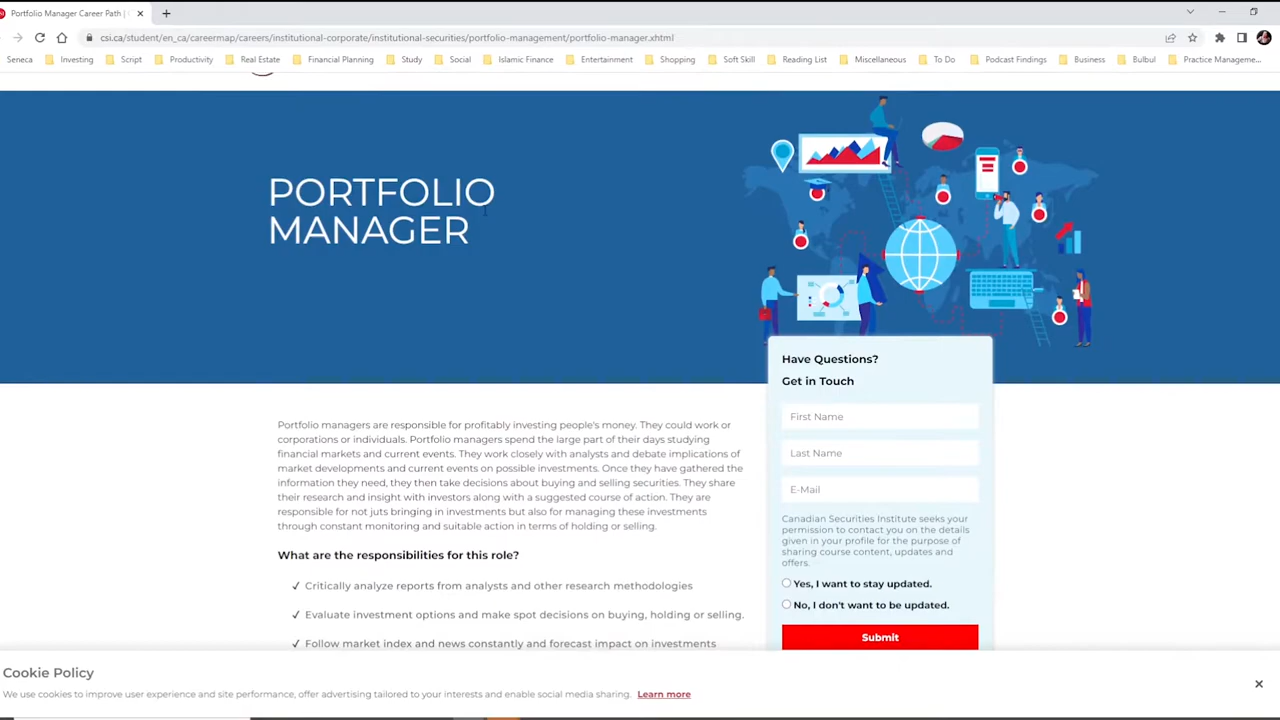 Portfolio Manager Career Path |
csi.ca/student/en_ca/careermap/careers/institutional-corporate/institutional-securities/portfolio-management/portfolio-manager.xhtml
Seneca Investing Script Productivity Real Estate Financial Planning Study Social Islamic Finance Entertainment Shopping Soft Skill Reading List Miscellaneous To Do Podcast Findings Business Bulbul Practice Manageme...
PORTFOLIO
MANAGER
Portfolio managers are responsible for profitably investing people's money. They could work or
corporations or individuals. Portfolio managers spend the large part of their days studying
financial markets and current events. They work closely with analysts and debate implications of
market developments and current events on possible investments. Once they have gathered the
information they need, they then take decisions about buying and selling securities. They share
their research and insight with investors along with a suggested course of action. They are
responsible for not juts bringing in investments but also for managing these investments
through constant monitoring and suitable action in terms of holding or selling.
What are the responsibilities for this role?
✓ Critically analyze reports from analysts and other research methodologies
✓ Evaluate investment options and make spot decisions on buying, holding or selling.
✓ Follow market index and news constantly and forecast impact on investments
Have Questions?
Get in Touch
First Name
Last Name
E-Mail
Canadian Securities Institute seeks your
permission to contact you on the details
given in your profile for the purpose of
sharing course content, updates and
offers.
Yes, I want to stay updated.
No, I don't want to be updated.
Submit
Cookie Policy
We use cookies to improve user experience and site performance, offer advertising tailored to your interests and enable social media sharing. Learn more